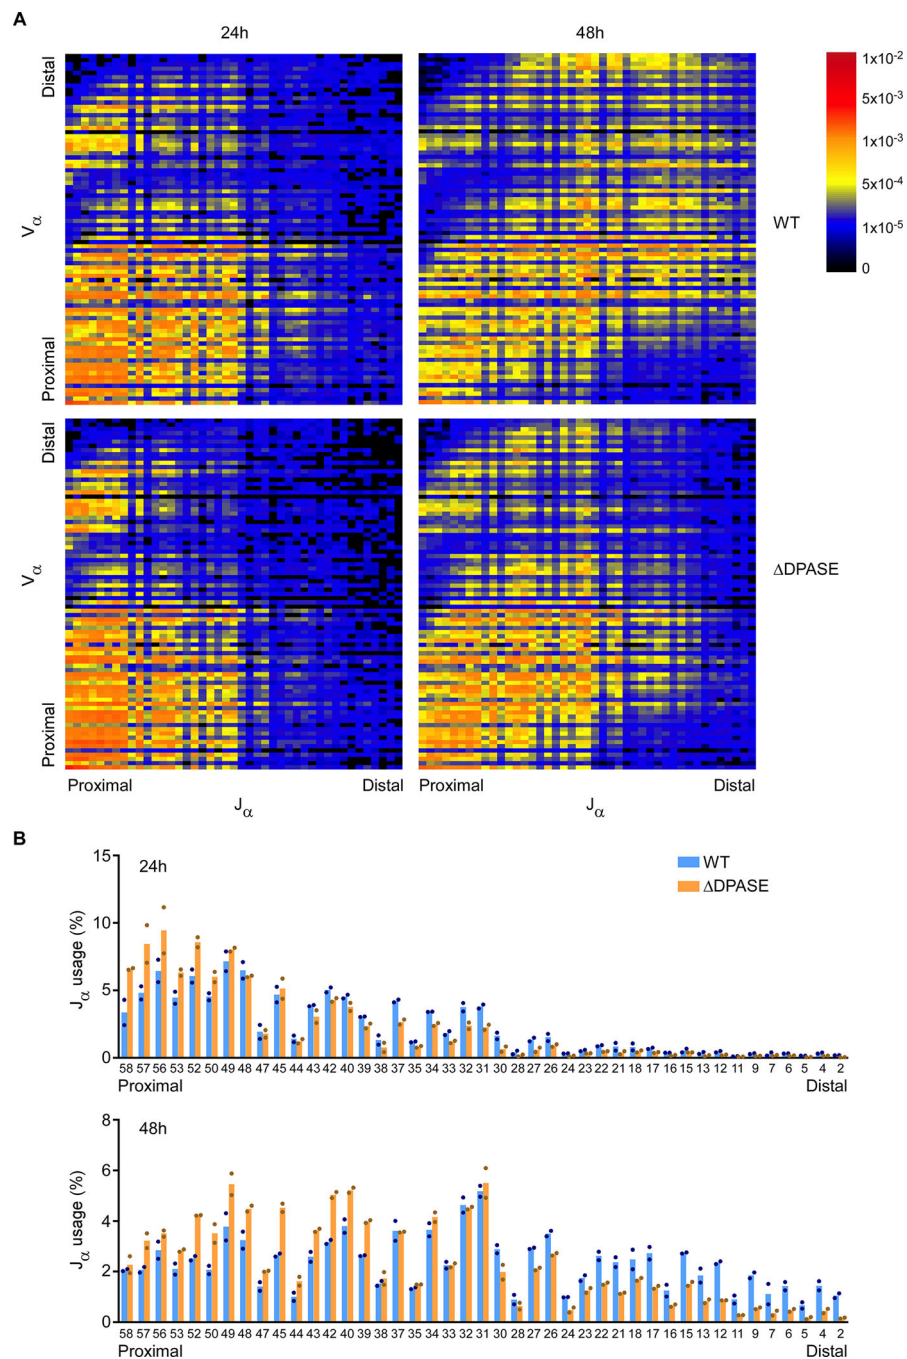 A
24h
48h
Distal
Vα
Proximal
WT
1x10-2
5x10-3
1x10-3
5x10-4
1x10-5
0
Distal
Vα
Proximal
ΔDPASE
Proximal
Distal
Proximal
Distal
Jα
Jα
B
24h
WT
ΔDPASE
Jα usage (%)
15
10
5
0
58 57 56 53 52 50 49 48 47 45 44 43 42 40 39 38 37 35 34 33 32 31 30 28 27 26 24 23 22 21 18 17 16 15 13 12 11 9 7 6 5 4 2
Proximal
Distal
48h
Jα usage (%)
8
6
4
2
0
58 57 56 53 52 50 49 48 47 45 44 43 42 40 39 38 37 35 34 33 32 31 30 28 27 26 24 23 22 21 18 17 16 15 13 12 11 9 7 6 5 4 2
Proximal
Distal